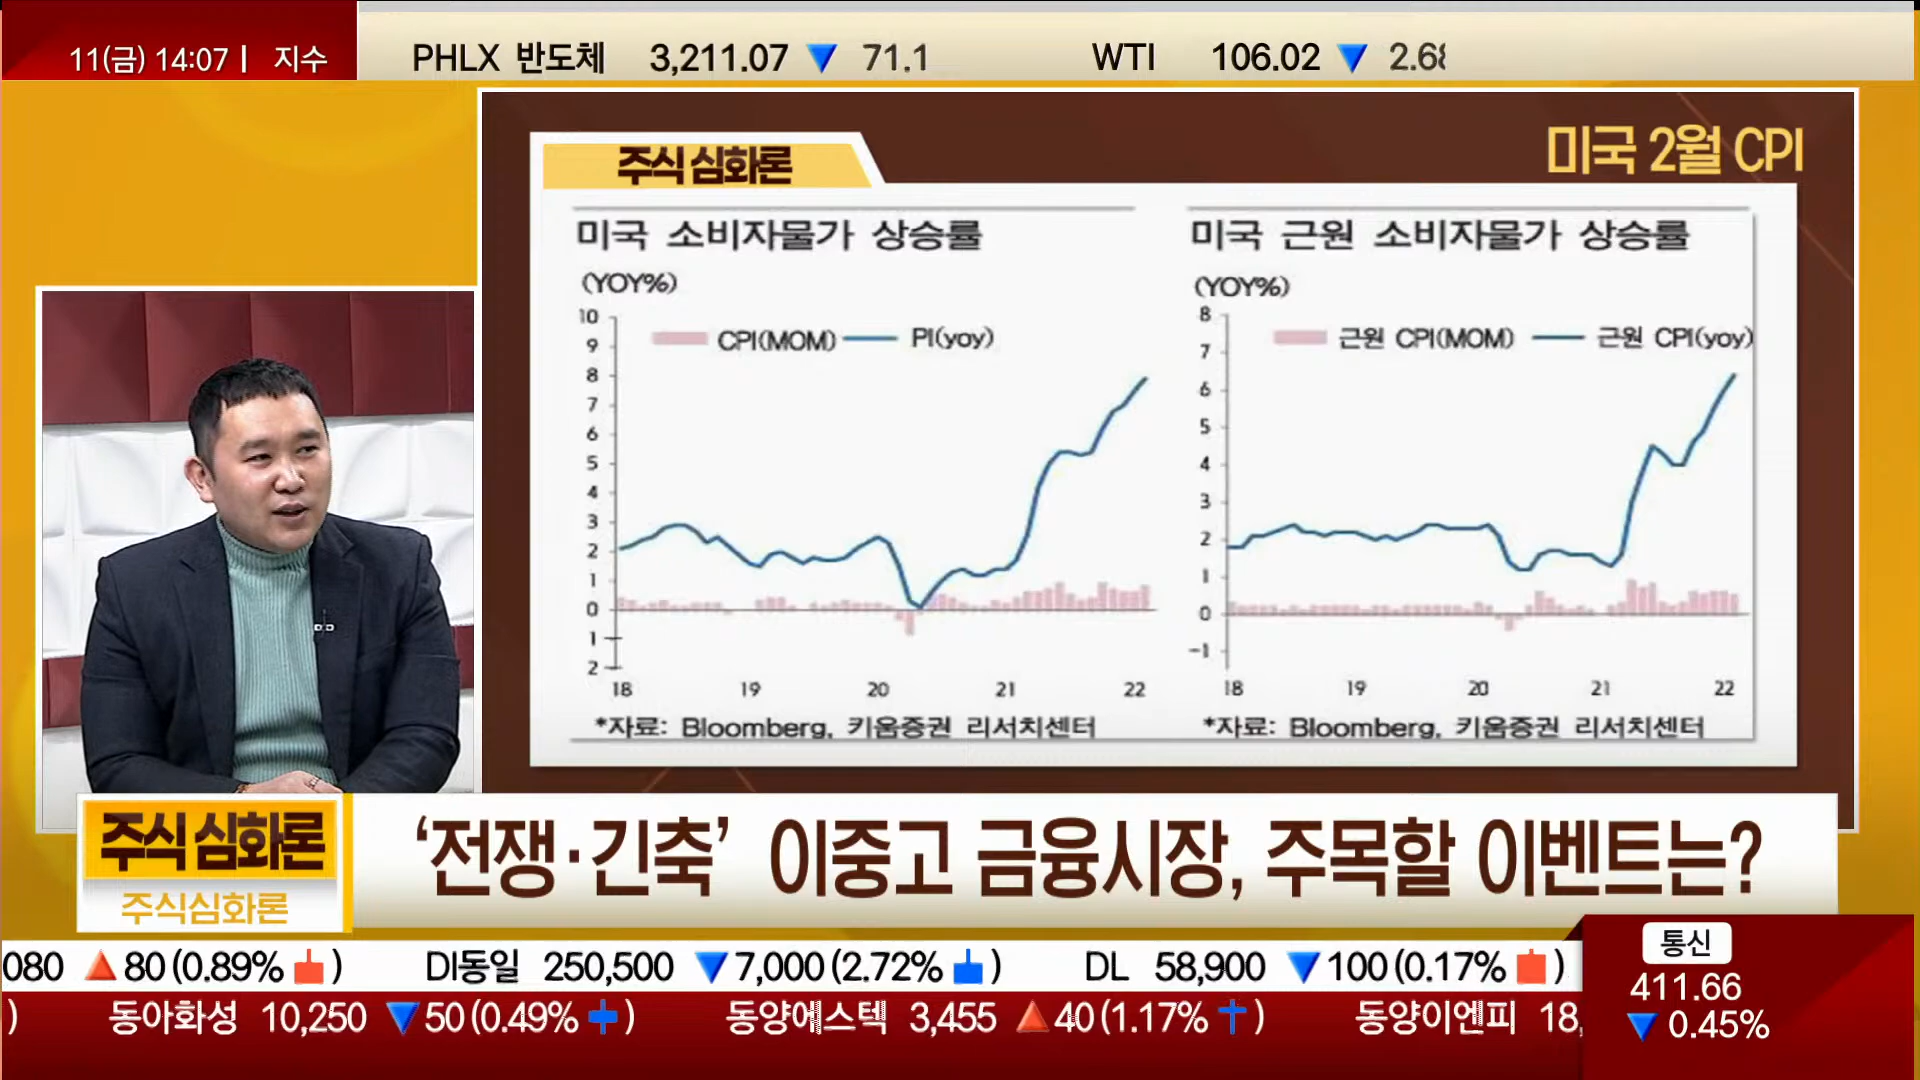 11(금) 14:07 | 지수
PHLX 반도체 3,211.07 ▼ 71.1
WTI 106.02 ▼ 2.68
미국 2월 CPI
주식 심화론
미국 소비자물가 상승률
(YOY%)
CPI(MOM) PI(yoy)
10
9
8
7
6
5
4
3
2
1
0
1
2
18 19 20 21 22
*자료: Bloomberg, 키움증권 리서치센터
미국 근원 소비자물가 상승률
(YOY%)
근원 CPI(MOM) 근원 CPI(yoy)
8
7
6
5
4
3
2
1
0
-1
18 19 20 21 22
*자료: Bloomberg, 키움증권 리서치센터
주식 심화론
주식심화론
‘전쟁·긴축’ 이중고 금융시장, 주목할 이벤트는?
080 ▲80(0.89% ) DI동일 250,500 ▼7,000(2.72% ) DL 58,900 ▼100(0.17% )
) 동아화성 10,250 ▼50(0.49% ) 동양에스텍 3,455 ▲40(1.17% ) 동양이엔피 18,
통신
411.66
▼ 0.45%